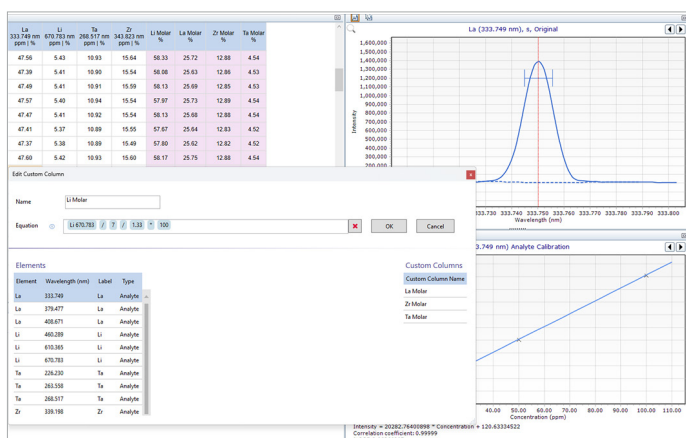 La
333.749 nm
ppm | %
Li
670.783 nm
ppm | %
Ta
268.517 nm
ppm | %
Zr
343.823 nm
ppm | %
Li Molar
%
La Molar
%
Zr Molar
%
Ta Molar
%
47.56 5.43 10.93 15.64 58.33 25.72 12.88 4.54
47.39 5.41 10.90 15.54 58.08 25.63 12.86 4.53
47.49 5.41 10.91 15.59 58.13 25.69 12.85 4.53
47.57 5.40 10.94 15.54 57.97 25.73 12.89 4.54
47.47 5.41 10.92 15.54 58.13 25.68 12.88 4.54
47.41 5.37 10.89 15.55 57.67 25.64 12.83 4.52
47.37 5.38 10.89 15.49 57.80 25.62 12.82 4.52
47.60 5.42 10.93 15.60 58.17 25.75 12.88 4.54
La (333.749 nm), s, Original
1,600,000
1,500,000
1,400,000
1,300,000
1,200,000
1,100,000
1,000,000
900,000
800,000
700,000
600,000
500,000
400,000
300,000
200,000
Intensity
333.730 333.740 333.750 333.760 333.770 333.780 333.790 333.800
Wavelength (nm)
Edit Custom Column
x
Name Li Molar
Equation Li 670.783 / 7 / 1.33 * 100
OK Cancel
Elements
Element Wavelength (nm) Label Type
La 333.749 La Analyte
La 379.477 La Analyte
La 408.671 La Analyte
Li 460.289 Li Analyte
Li 610.365 Li Analyte
Li 670.783 Li Analyte
Ta 226.230 Ta Analyte
Ta 263.558 Ta Analyte
Ta 268.517 Ta Analyte
Zr 339.198 Zr Analyte
Custom Columns
Custom Column Name
La Molar
Zr Molar
Ta Molar
3.749 nm) Analyte Calibration
40.00 50.00 60.00 70.00 80.00 90.00 100.00 110.00
Concentration (ppm)
Intensity = 20282.76400898 * Concentration + 120.63334522
Correlation coefficient: 0.99999